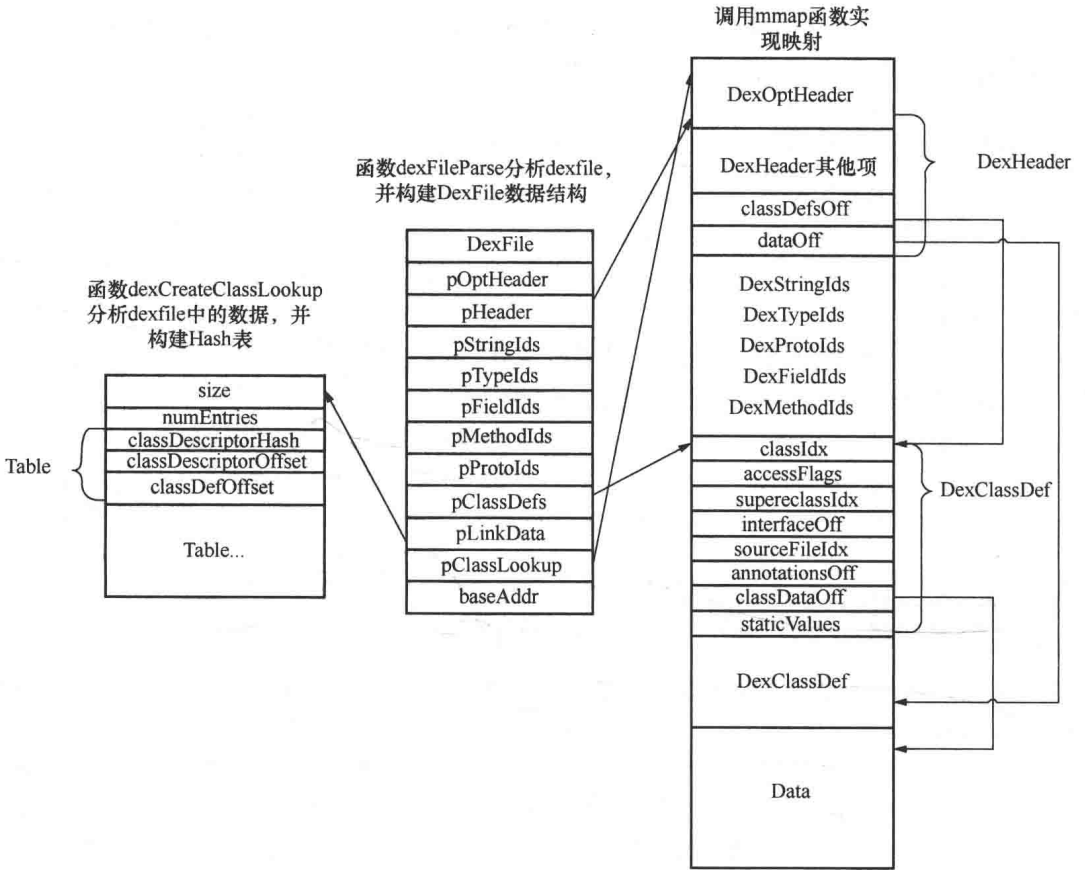 调用mmap函数实
现映射
DexOptHeader
DexHeader其他项
classDefsOff
dataOff
DexHeader
DexStringIds
DexTypeIds
DexProtoIds
DexFieldIds
DexMethodIds
classIdx
accessFlags
supereclassIdx
interfaceOff
sourceFileIdx
annotationsOff
classDataOff
staticValues
DexClassDef
DexClassDef
Data
函数dexFileParse分析dexfile,
并构建DexFile数据结构
DexFile
pOptHeader
pHeader
pStringIds
pTypeIds
pFieldIds
pMethodIds
pProtoIds
pClassDefs
pLinkData
pClassLookup
baseAddr
函数dexCreateClassLookup
分析dexfile中的数据，并
构建Hash表
size
numEntries
classDescriptorHash
classDescriptorOffset
classDefOffset
Table
Table...